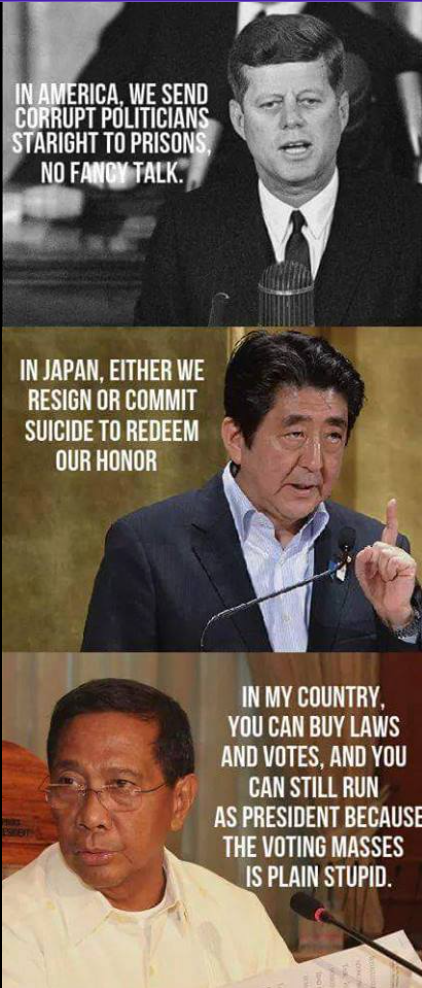 IN AMERICA, WE SEND
CORRUPT POLITICIANS
STARIGHT TO PRISONS,
NO FANCY TALK.
IN JAPAN, EITHER WE
RESIGN OR COMMIT
SUICIDE TO REDEEM
OUR HONOR
IN MY COUNTRY,
YOU CAN BUY LAWS
AND VOTES, AND YOU
CAN STILL RUN
AS PRESIDENT BECAUSE
THE VOTING MASSES
IS PLAIN STUPID.